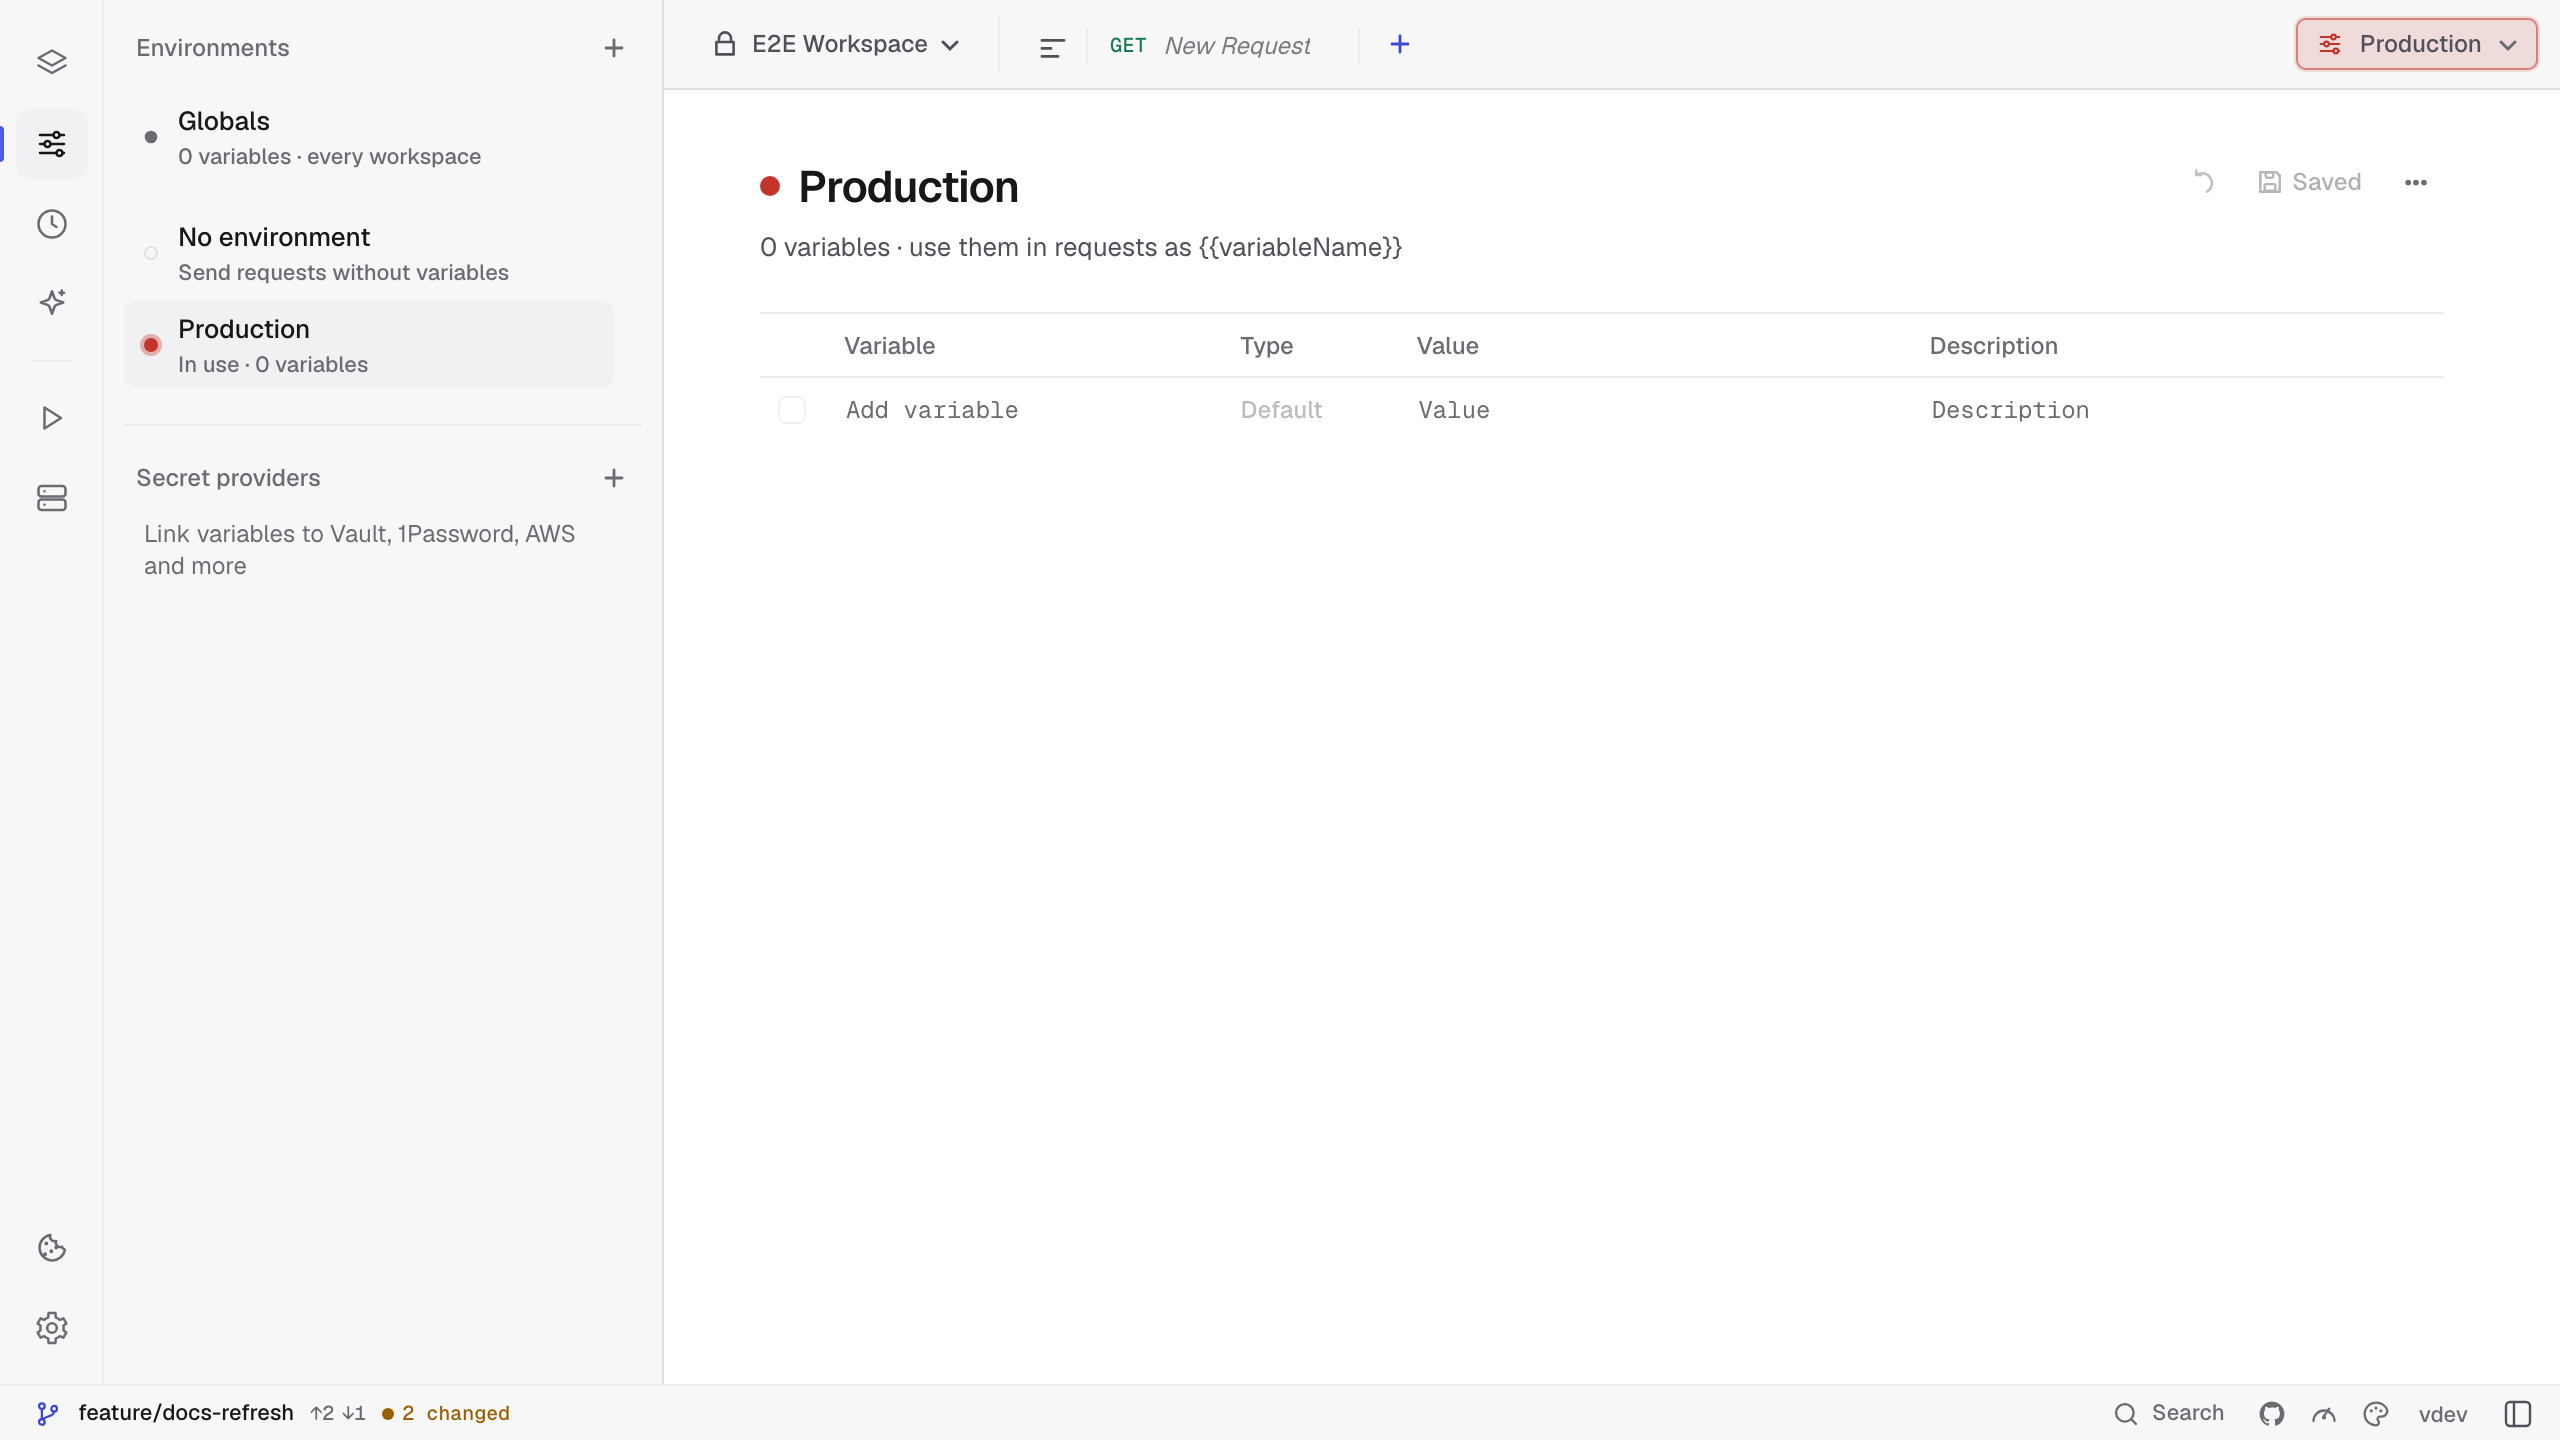 Environments
Globals
0 variables · every workspace
No environment
Send requests without variables
Production
In use · 0 variables
Secret providers
Link variables to Vault, 1Password, AWS
and more
E2E Workspace
GET New Request
Production
Production
Saved
0 variables · use them in requests as {{variableName}}
Variable Type Value Description
Add variable Default Value Description
feature/docs-refresh ↑2 ↓1 2 changed
Search vdev